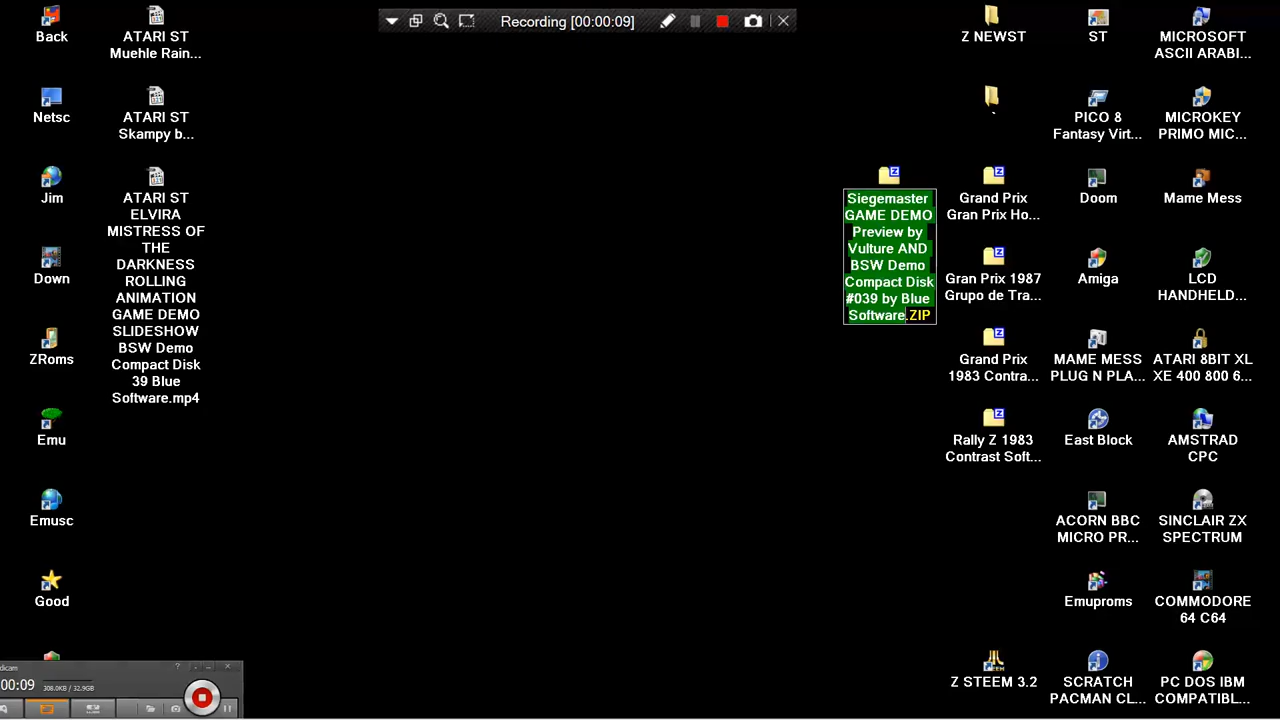 Recording [00:00:09]
Back
Netsc
Jim
Down
ZRoms
Emu
Emusc
Good
ATARI ST
Muehle Rain...
ATARI ST
Skampy b...
ATARI ST
ELVIRA
MISTRESS OF
THE
DARKNESS
ROLLING
ANIMATION
GAME DEMO
SLIDESHOW
BSW Demo
Compact Disk
39 Blue
Software.mp4
Siegemaster
GAME DEMO
Preview by
Vulture AND
BSW Demo
Compact Disk
#039 by Blue
Software.ZIP
Z NEWST
`
Grand Prix
Gran Prix Ho...
Gran Prix 1987
Grupo de Tra...
Grand Prix
1983 Contra...
Rally Z 1983
Contrast Soft...
Z STEEM 3.2
ST
PICO 8
Fantasy Virt...
Doom
Amiga
MAME MESS
PLUG N PLA...
East Block
ACORN BBC
MICRO PR...
Emuproms
SCRATCH
PACMAN CL...
MICROSOFT
ASCII ARABI...
MICROKEY
PRIMO MIC...
Mame Mess
LCD
HANDHELD...
ATARI 8BIT XL
XE 400 800 6...
AMSTRAD
CPC
SINCLAIR ZX
SPECTRUM
COMMODORE
64 C64
PC DOS IBM
COMPATIBL...
dicam
00:09
308.0KB / 32.9GB